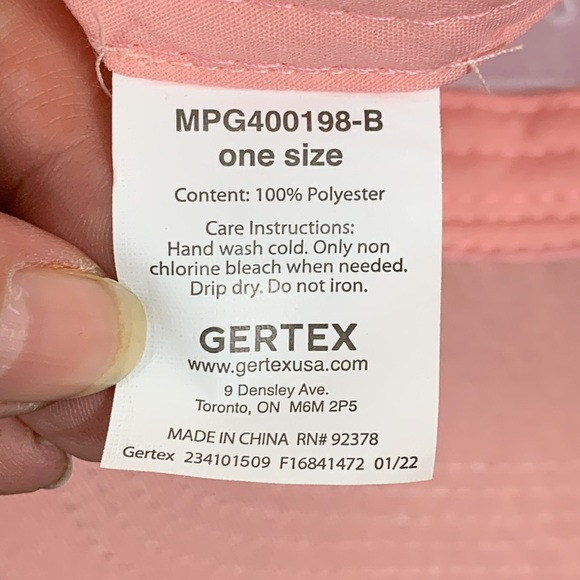 MPG400198-B
one size
Content: 100% Polyester
Care Instructions:
Hand wash cold. Only non
chlorine bleach when needed.
Drip dry. Do not iron.
GERTEX
www.gertexusa.com
9 Densley Ave.
Toronto, ON M6M 2P5
MADE IN CHINA RN# 92378
Gertex 234101509 F16841472 01/22